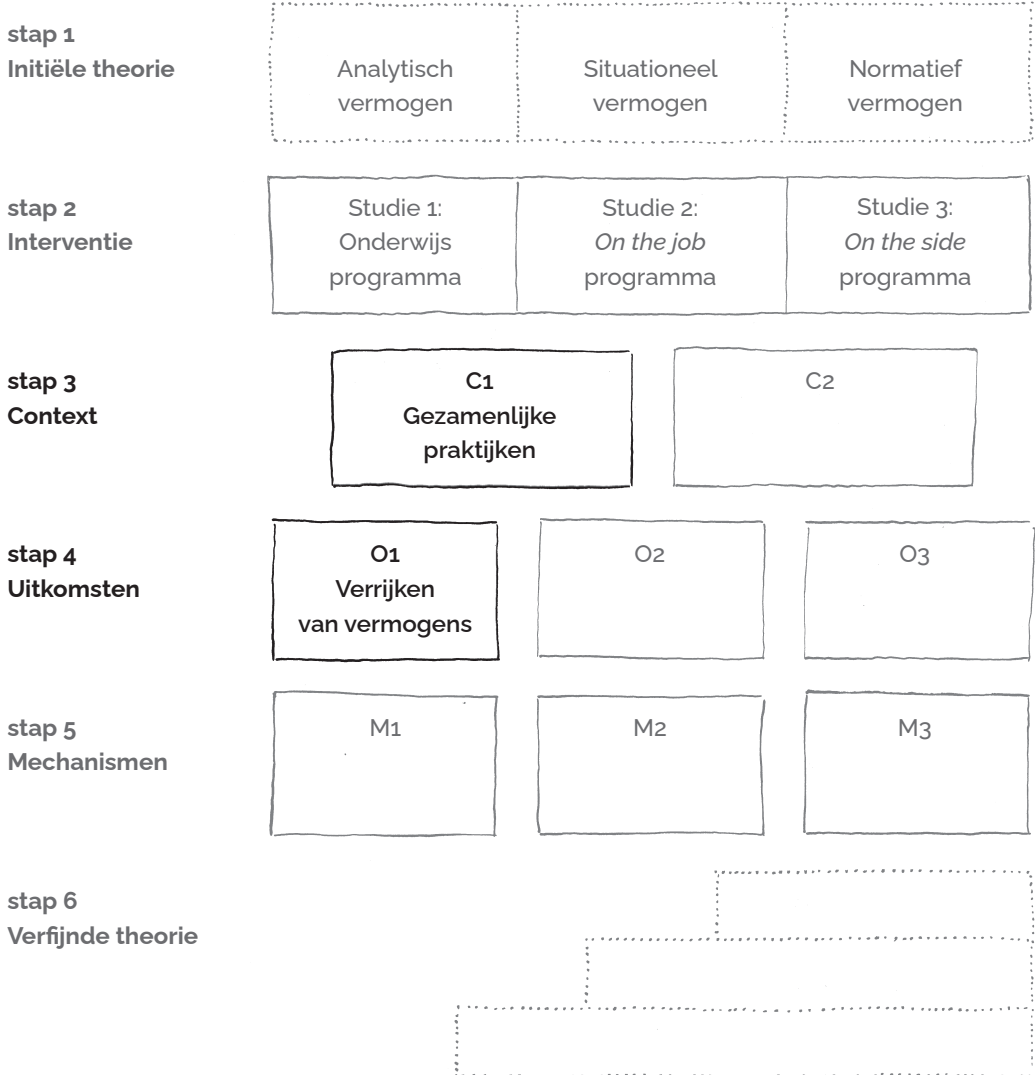 stap 1
Initiële theorie
Analytisch
vermogen
Situationeel
vermogen
Normatief
vermogen
stap 2
Interventie
Studie 1:
Onderwijs
programma
Studie 2:
On the job
programma
Studie 3:
On the side
programma
stap 3
Context
C1
Gezamenlijke
praktijken
C2
stap 4
Uitkomsten
O1
Verrijken
van vermogens
O2
O3
stap 5
Mechanismen
M1
M2
M3
stap 6
Verfijnde theorie